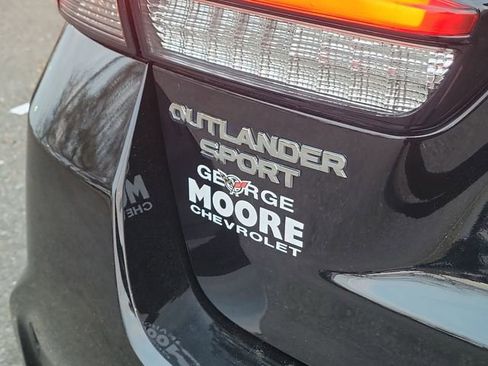 OUTLANDER
SPORT
GEORGE
MOORE
CHEVROLET